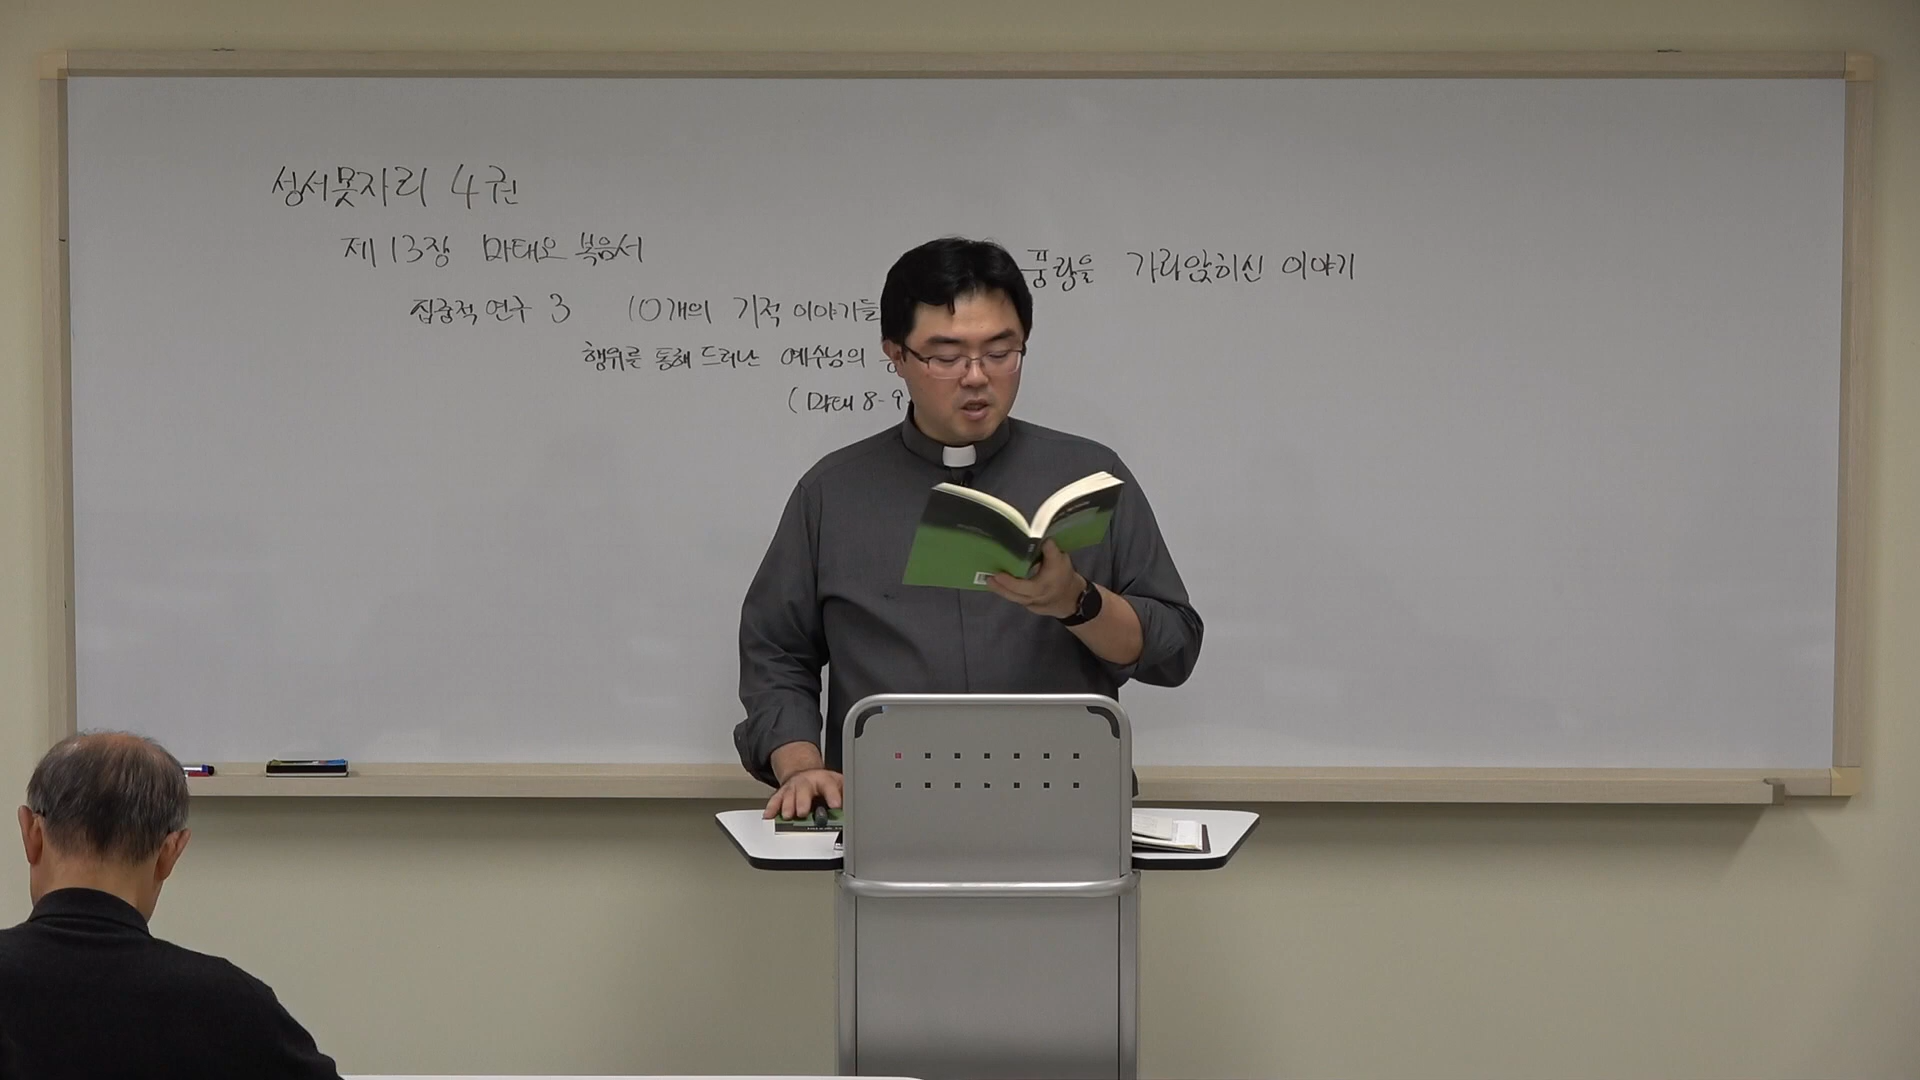 성서못자리 4권
제 13장 마태오 복음서
집중적 연구 3 10개의 기적 이야기들
행위를 통해 드러난 예수님의
(마태 8-9
풍랑을 가라앉히신 이야기